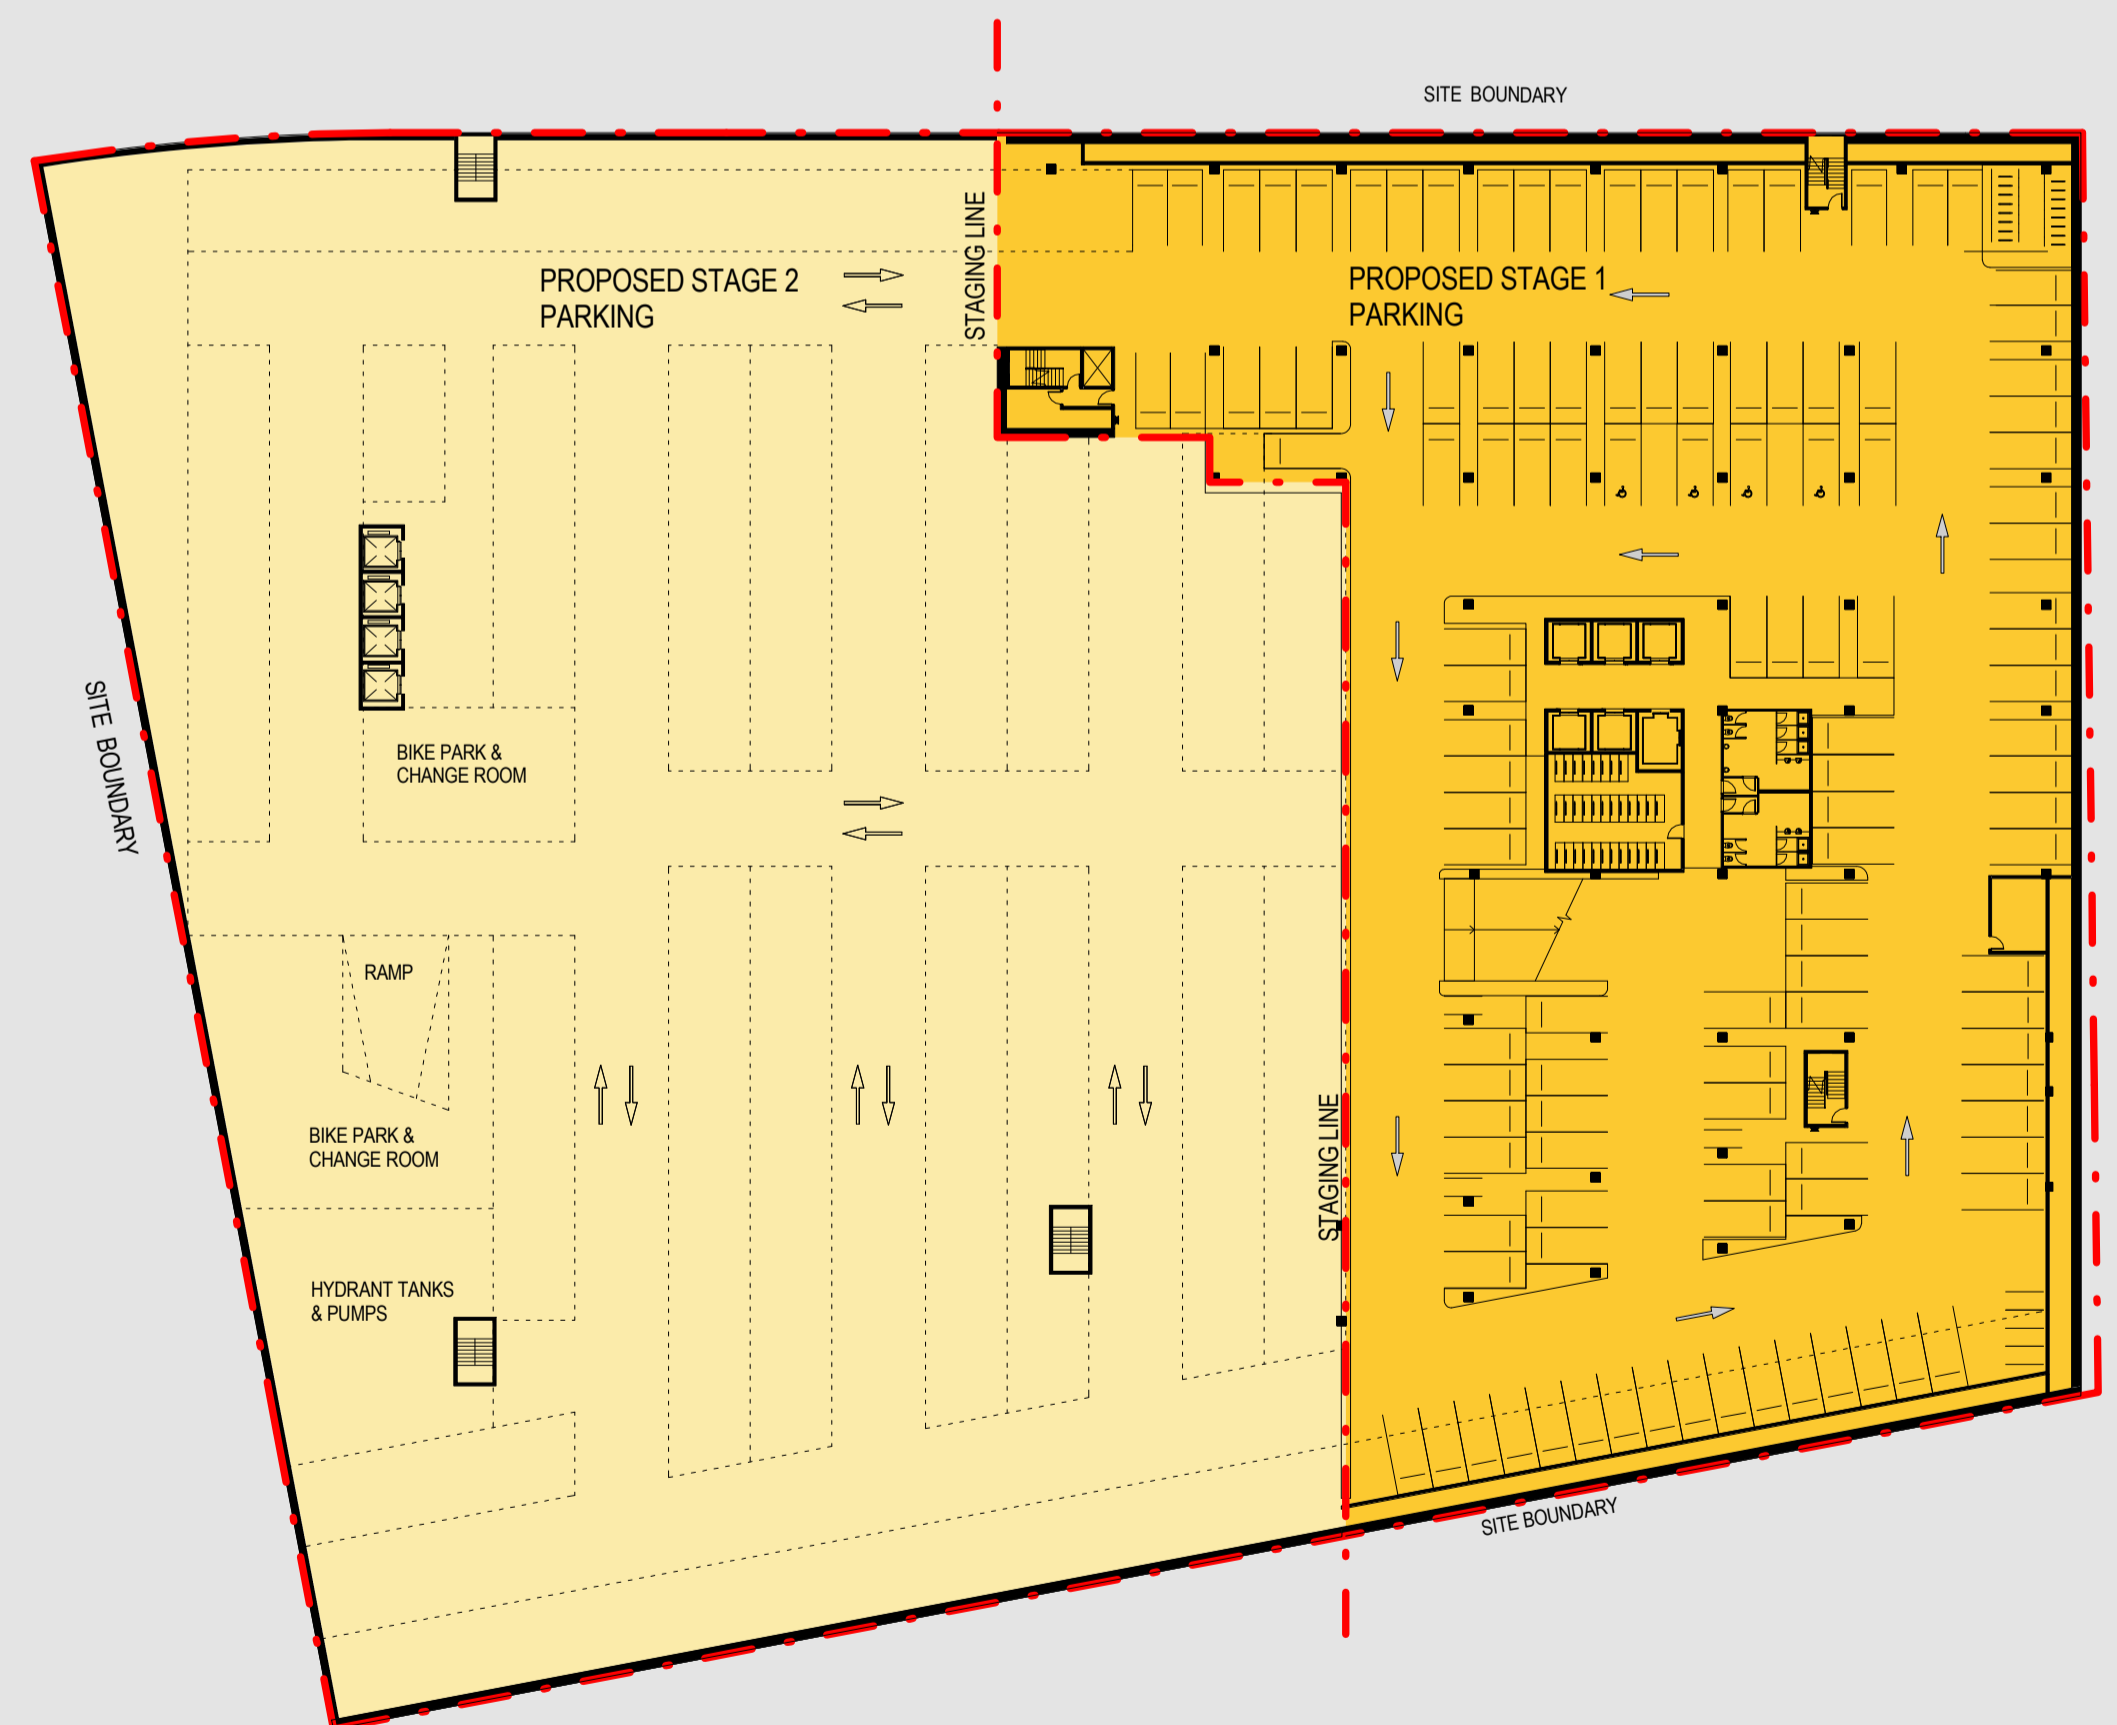 SITE BOUNDARY
STAGING LINE
PROPOSED STAGE 2
PARKING
PROPOSED STAGE 1
PARKING
SITE BOUNDARY
BIKE PARK &
CHANGE ROOM
RAMP
BIKE PARK &
CHANGE ROOM
STAGING LINE
HYDRANT TANKS
& PUMPS
SITE BOUNDARY